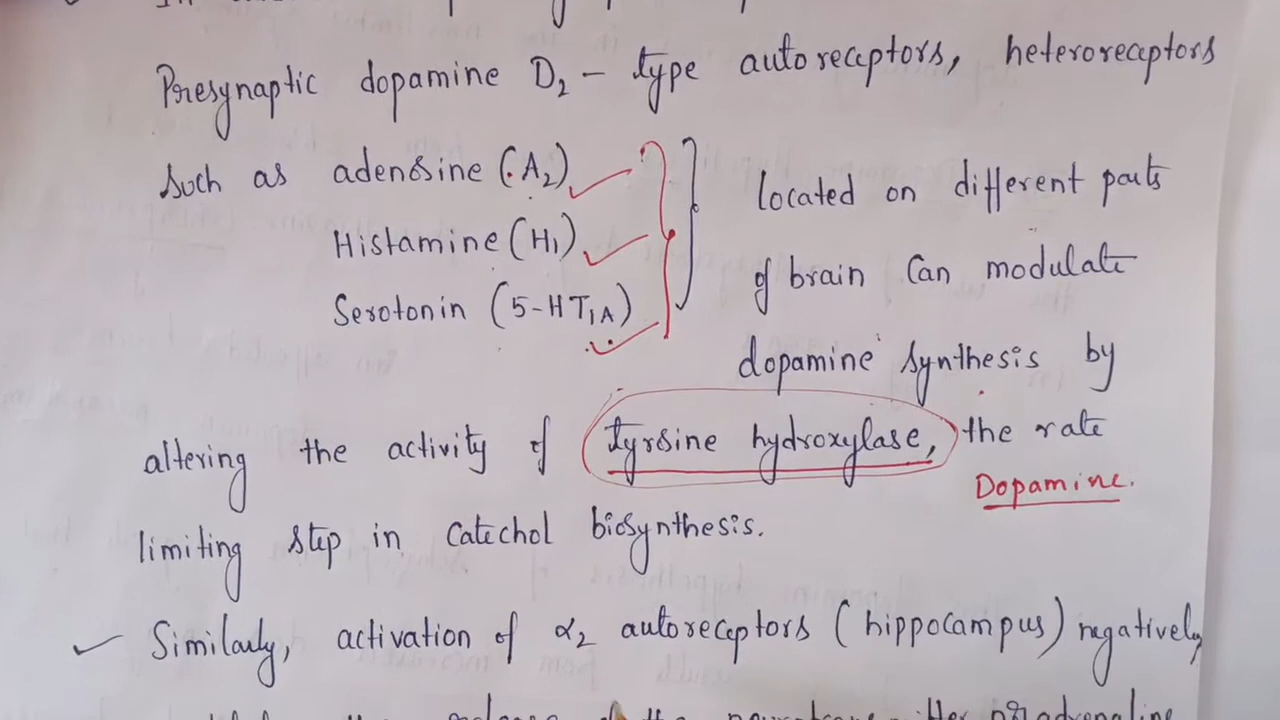 Presynaptic dopamine D₂ - type autoreceptors, heteroreceptors
Such as adenosine (A₂)
Histamine (H₁)
Serotonin (5-HT₁A)
located on different parts
of brain Can modulate
dopamine synthesis by
altering the activity of tyrosine hydroxylase, the rate
Dopamine.
limiting step in Catechol biosynthesis.
Similarly, activation of α₂ autoreceptors (hippocampus) negatively